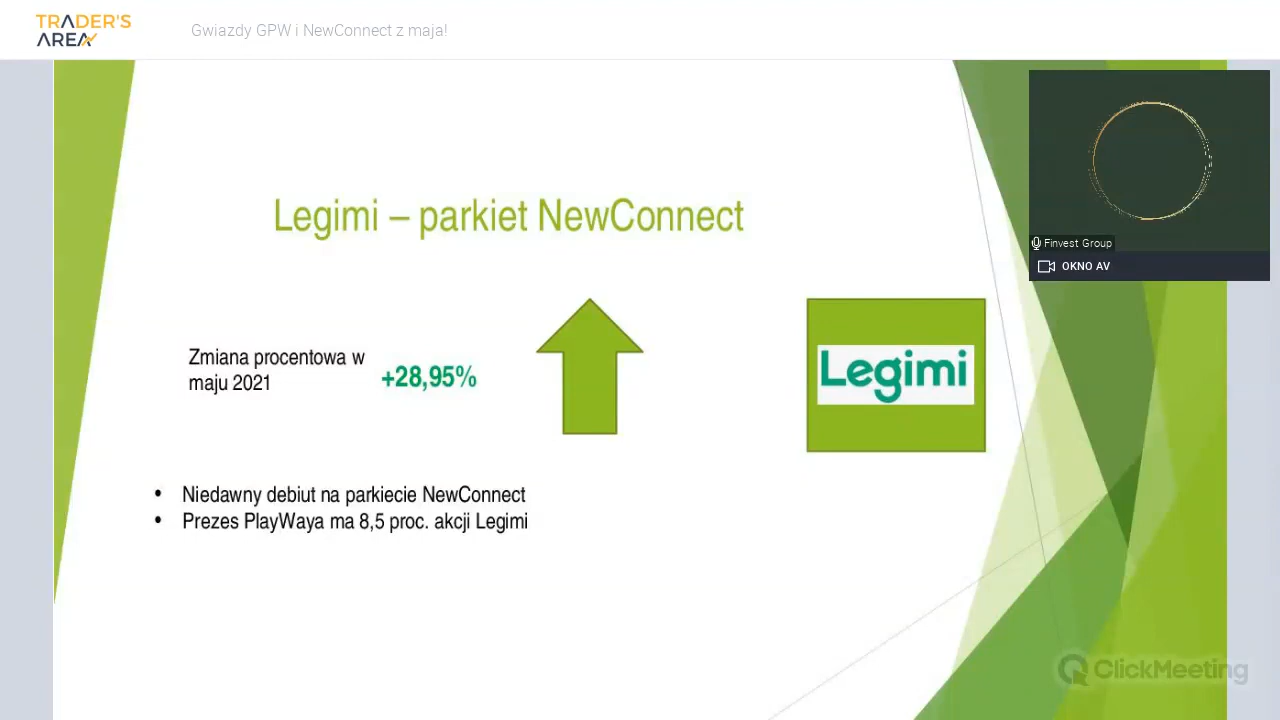 TRADER'S
AREA
Gwiazdy GPW i NewConnect z maja!
Finvest Group
OKNO AV
Legimi – parkiet NewConnect
Zmiana procentowa w
maju 2021
+28,95%
Legimi
• Niedawny debiut na parkiecie NewConnect
• Prezes PlayWaya ma 8,5 proc. akcji Legimi
ClickMeeting